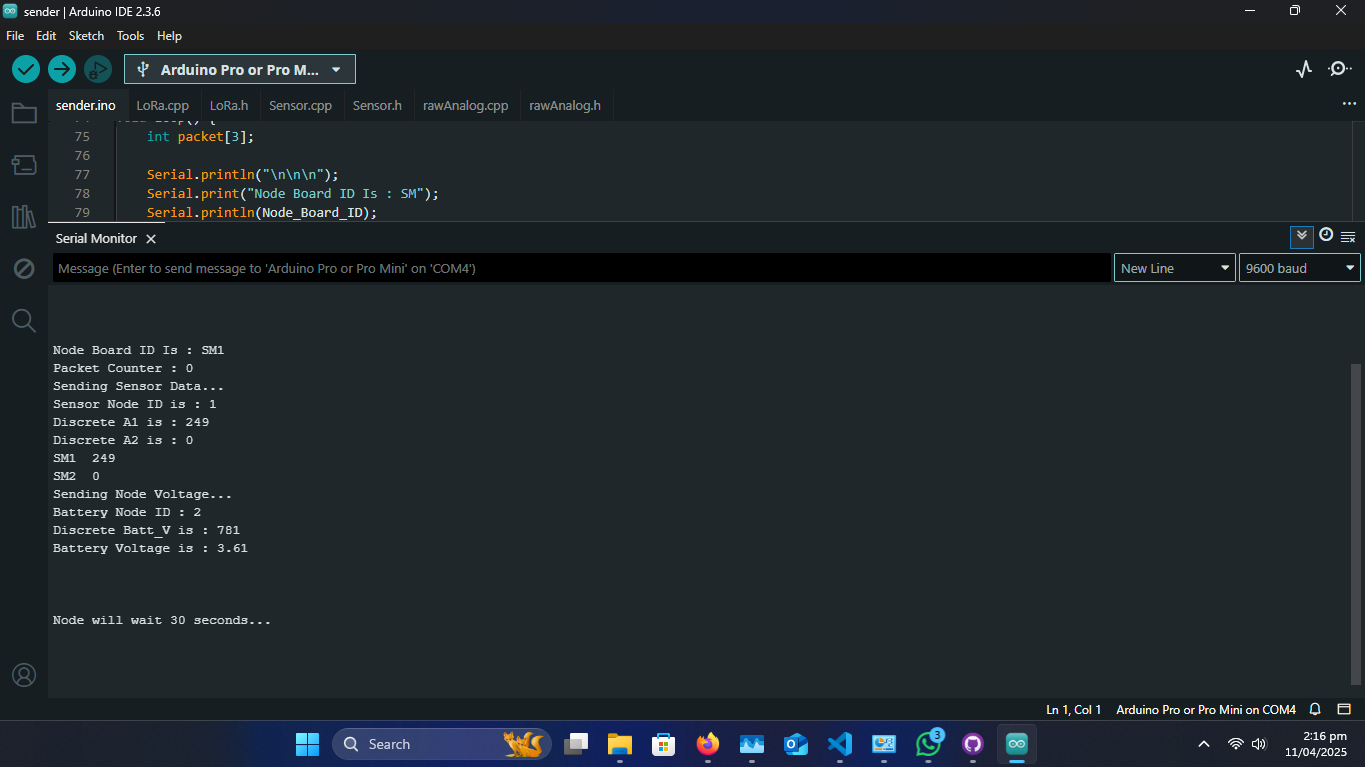 sender | Arduino IDE 2.3.6
File Edit Sketch Tools Help
Arduino Pro or Pro M...
sender.ino LoRa.cpp LoRa.h Sensor.cpp Sensor.h rawAnalog.cpp rawAnalog.h
75 int packet[3];
76
77 Serial.println("\n\n\n");
78 Serial.print("Node Board ID Is : SM");
79 Serial.println(Node_Board_ID);
Serial Monitor
Message (Enter to send message to 'Arduino Pro or Pro Mini' on 'COM4')
New Line
9600 baud
Node Board ID Is : SM1
Packet Counter : 0
Sending Sensor Data...
Sensor Node ID is : 1
Discrete A1 is : 249
Discrete A2 is : 0
SM1 249
SM2 0
Sending Node Voltage...
Battery Node ID : 2
Discrete Batt_V is : 781
Battery Voltage is : 3.61
Node will wait 30 seconds...
Ln 1, Col 1 Arduino Pro or Pro Mini on COM4
Search
3
2:16 pm
11/04/2025